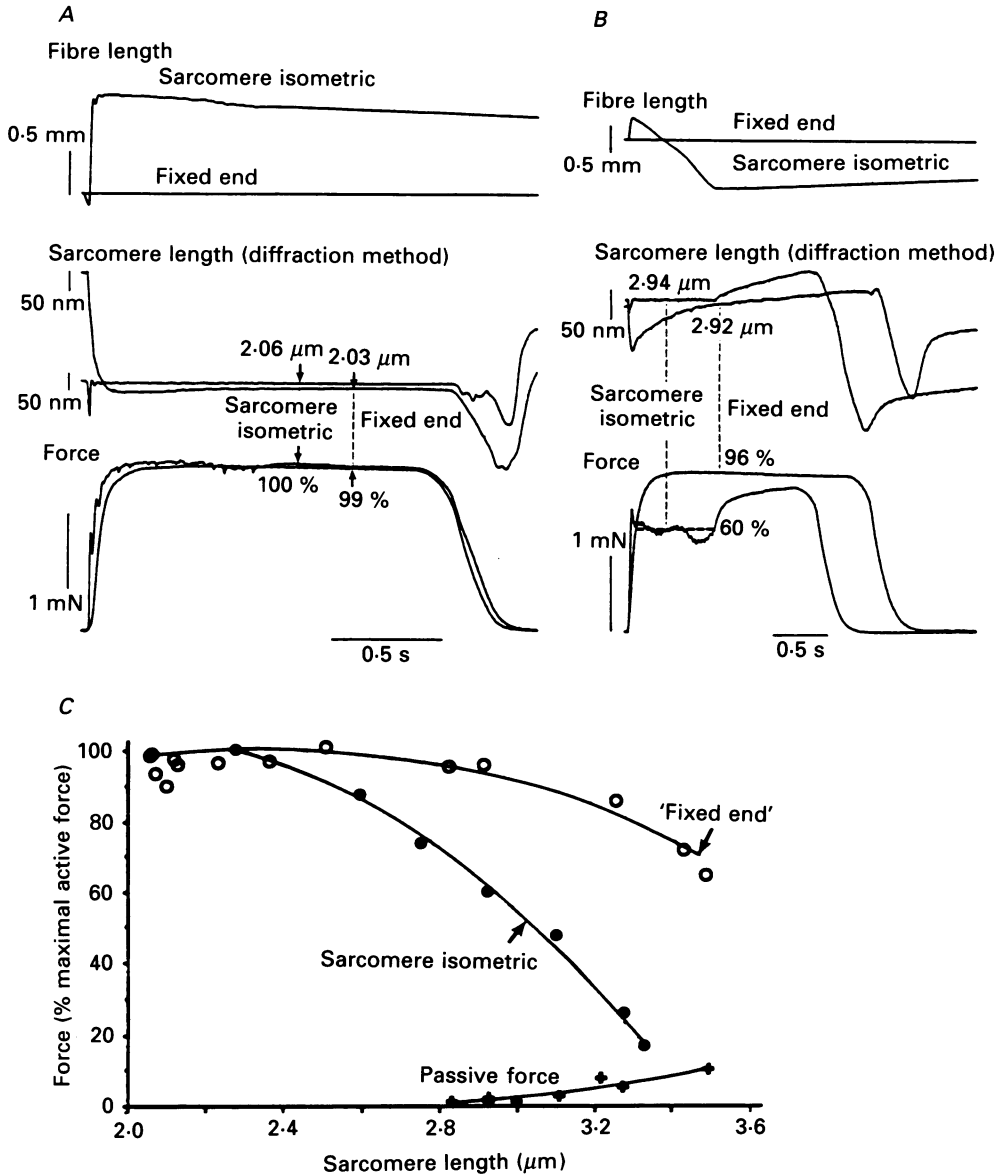 A
Fibre length
Sarcomere isometric
0·5 mm
Fixed end
Sarcomere length (diffraction method)
50 nm
2·06 μm
2·03 μm
50 nm
Sarcomere isometric
Fixed end
Force
100 %
99 %
1 mN
0·5 s
B
Fibre length
Fixed end
0·5 mm
Sarcomere isometric
Sarcomere length (diffraction method)
2·94 μm
50 nm
2·92 μm
Sarcomere isometric
Fixed end
Force
96 %
60 %
1 mN
0·5 s
C
Force (% maximal active force)
100
80
60
40
20
0
'Fixed end'
Sarcomere isometric
Passive force
2.0
2.4
2.8
3.2
3.6
Sarcomere length (μm)